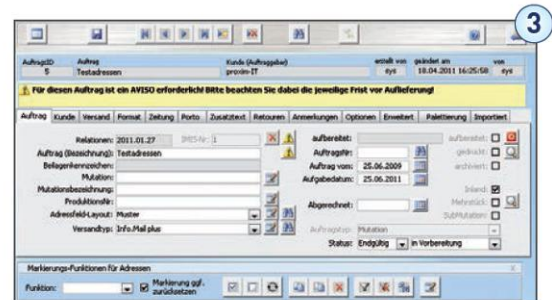 3
AuftragsID Auftrag Kunde (Auftraggeber) erstellt von geändert am von
5 Testadressen proxim-IT sys 18.04.2011 16:25:58 sys
Für diesen Auftrag ist ein AVISO erforderlich! Bitte beachten Sie dabei die jeweilige Frist vor Auflieferung!
Auftrag Kunde Versand Format Zeitung Porto Zusatztext Retouren Anmerkungen Optionen Erweitert Palettierung Importiert
Relationen: 2011.01.27 IMES-Nr: 1 aufbereitet: aufbereitet:
Auftrag (Bezeichnung): Testadressen AuftragsNr: gedruckt:
Beilagenkennzeichen: Auftrag vom: 25.06.2009 archiviert:
Mutation: Aufgabedatum: 25.06.2011
Mutationsbezeichnung: Inland:
ProduktionsNr: Abgerechnet: Mehrstück:
Adressfeld-Layout: Muster SubMutation:
Versandtyp: Info.Mail plus Auftragstyp: Mutation
Status: Endgültig in Vorbereitung
Markierungs-Funktionen für Adressen X
Funktion: Markierung ggf. zurücksetzen